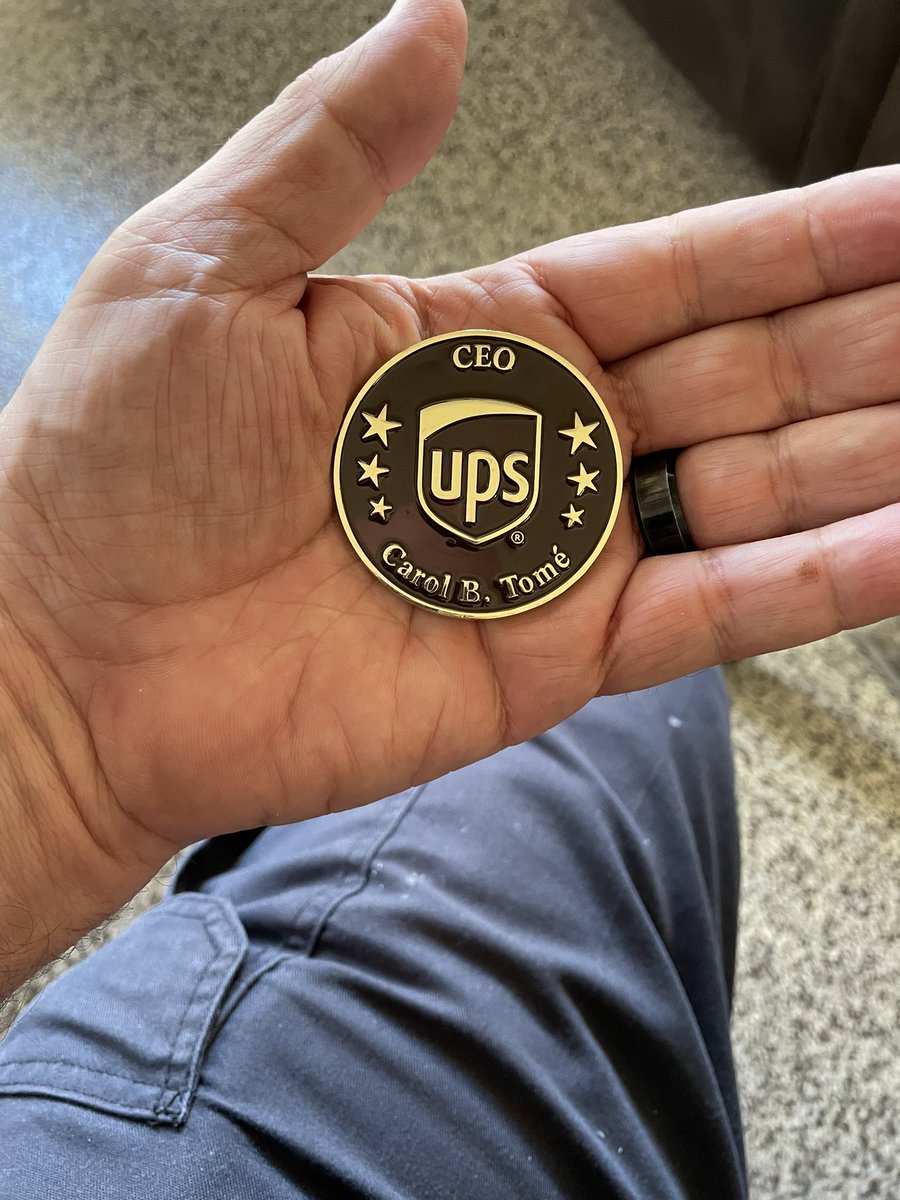 CEO
ups
®
Carol B. Tomé